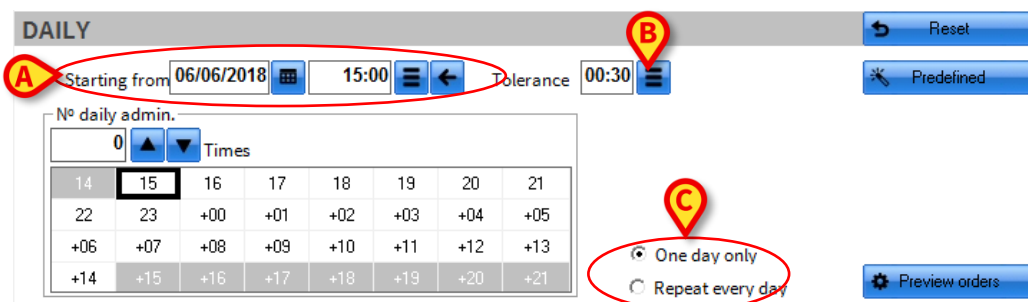 DAILY
Reset
A
Starting from 06/06/2018 15:00 Tolerance 00:30
B
Predefined
Nº daily admin.
0 Times
14 15 16 17 18 19 20 21
22 23 +00 +01 +02 +03 +04 +05
+06 +07 +08 +09 +10 +11 +12 +13
+14 +15 +16 +17 +18 +19 +20 +21
C
One day only
Repeat every day
Preview orders